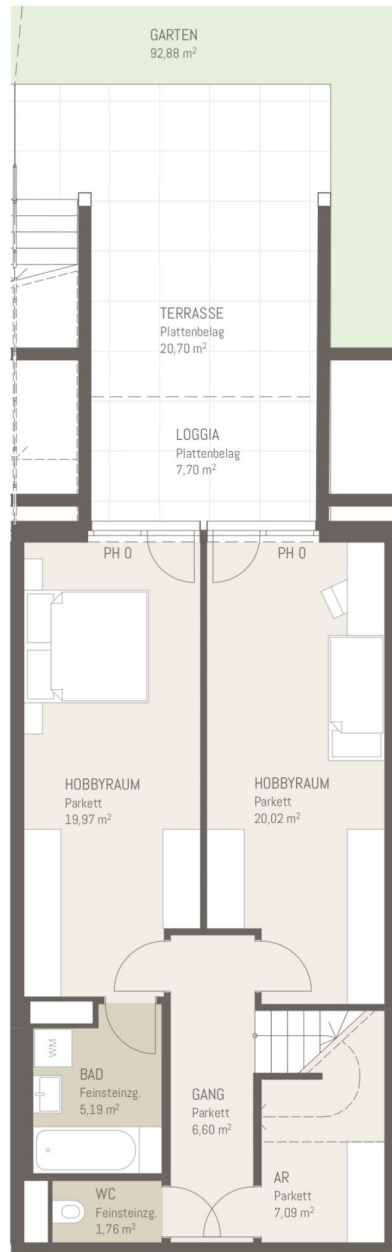 GARTEN
92,88 m²
TERRASSE
Plattenbelag
20,70 m²
LOGGIA
Plattenbelag
7,70 m²
PH 0
PH 0
HOBBYRAUM
Parkett
19,97 m²
HOBBYRAUM
Parkett
20,02 m²
WM
BAD
Feinsteinzg.
5,19 m²
GANG
Parkett
6,60 m²
WC
Feinsteinzg.
1,76 m²
AR
Parkett
7,09 m²